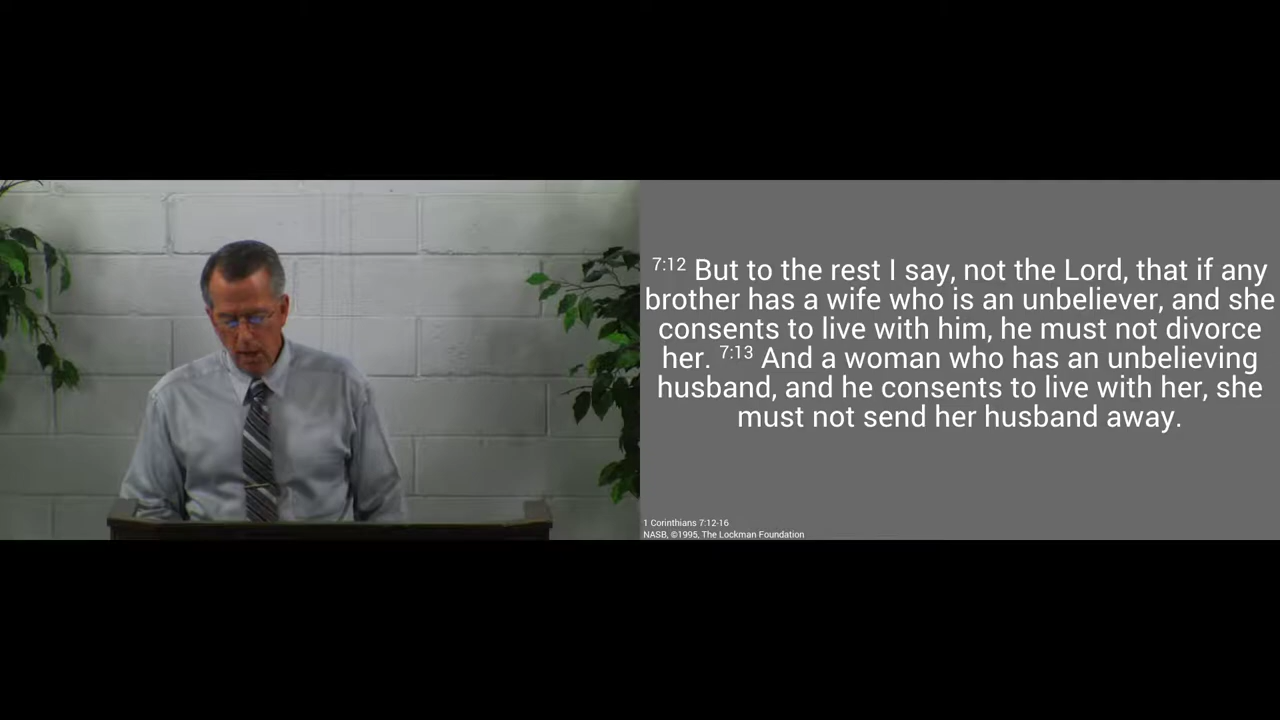 7:12 But to the rest I say, not the Lord, that if any
brother has a wife who is an unbeliever, and she
consents to live with him, he must not divorce
her. 7:13 And a woman who has an unbelieving
husband, and he consents to live with her, she
must not send her husband away.
1 Corinthians 7:12-16
NASB, ©1995, The Lockman Foundation